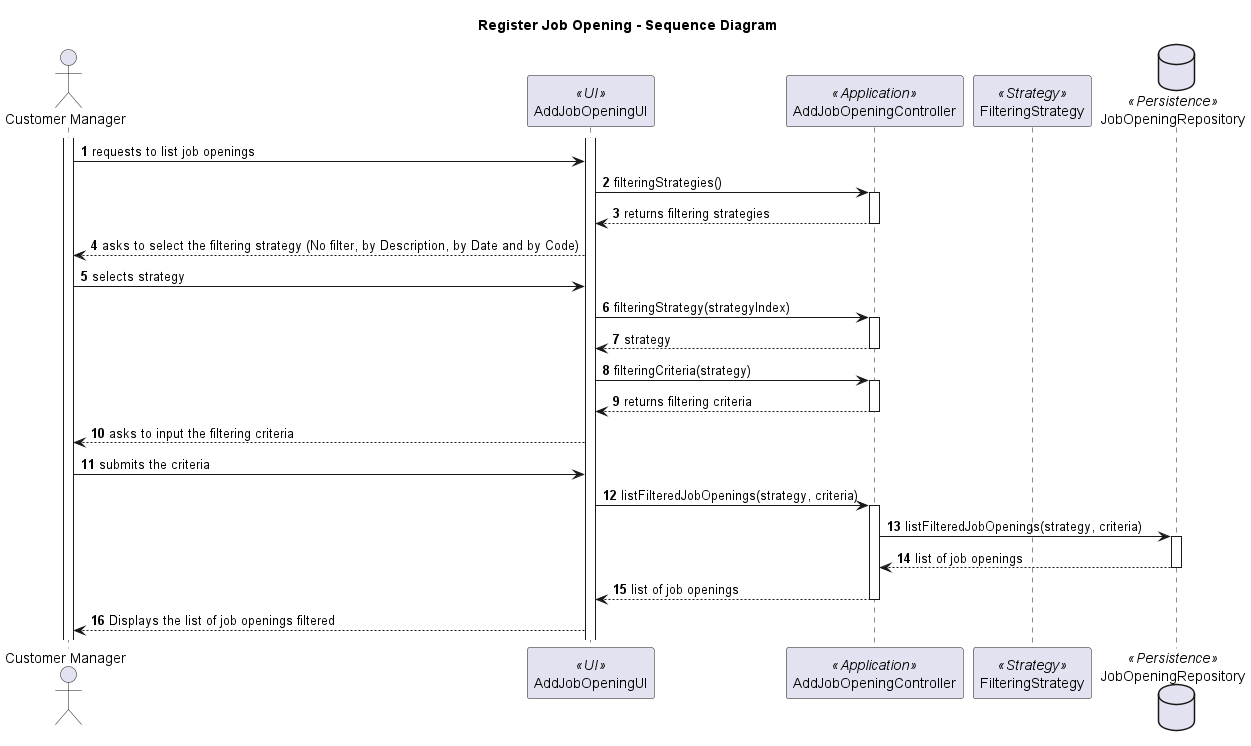 Register Job Opening - Sequence Diagram
Customer Manager
«UI»
AddJobOpeningUI
«Application»
AddJobOpeningController
«Strategy»
FilteringStrategy
«Persistence»
JobOpeningRepository
1 requests to list job openings
2 filteringStrategies()
3 returns filtering strategies
4 asks to select the filtering strategy (No filter, by Description, by Date and by Code)
5 selects strategy
6 filteringStrategy(strategyIndex)
7 strategy
8 filteringCriteria(strategy)
9 returns filtering criteria
10 asks to input the filtering criteria
11 submits the criteria
12 listFilteredJobOpenings(strategy, criteria)
13 listFilteredJobOpenings(strategy, criteria)
14 list of job openings
15 list of job openings
16 Displays the list of job openings filtered
Customer Manager
«UI»
AddJobOpeningUI
«Application»
AddJobOpeningController
«Strategy»
FilteringStrategy
«Persistence»
JobOpeningRepository